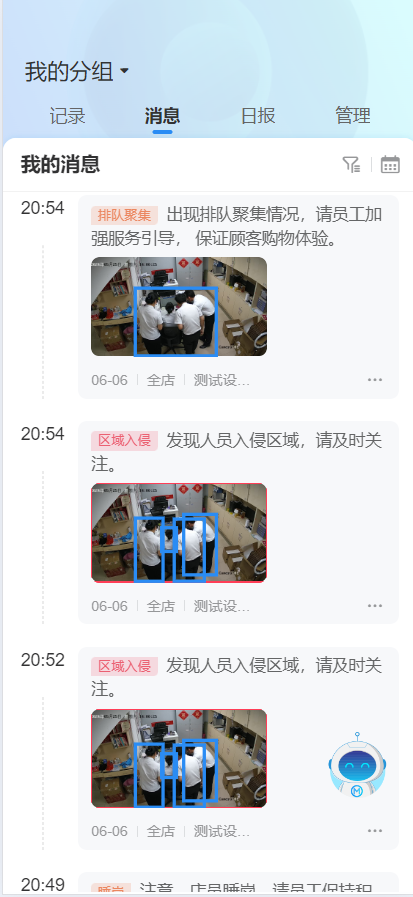 我的分组
记录 消息 日报 管理
我的消息
20:54
排队聚集 出现排队聚集情况，请员工加
强服务引导， 保证顾客购物体验。
06-06 全店 测试设...
20:54
区域入侵 发现人员入侵区域，请及时关
注。
06-06 全店 测试设...
20:52
区域入侵 发现人员入侵区域，请及时关
注。
06-06 全店 测试设...
20:49
睡岗 注意，店员睡岗，请员工保持积